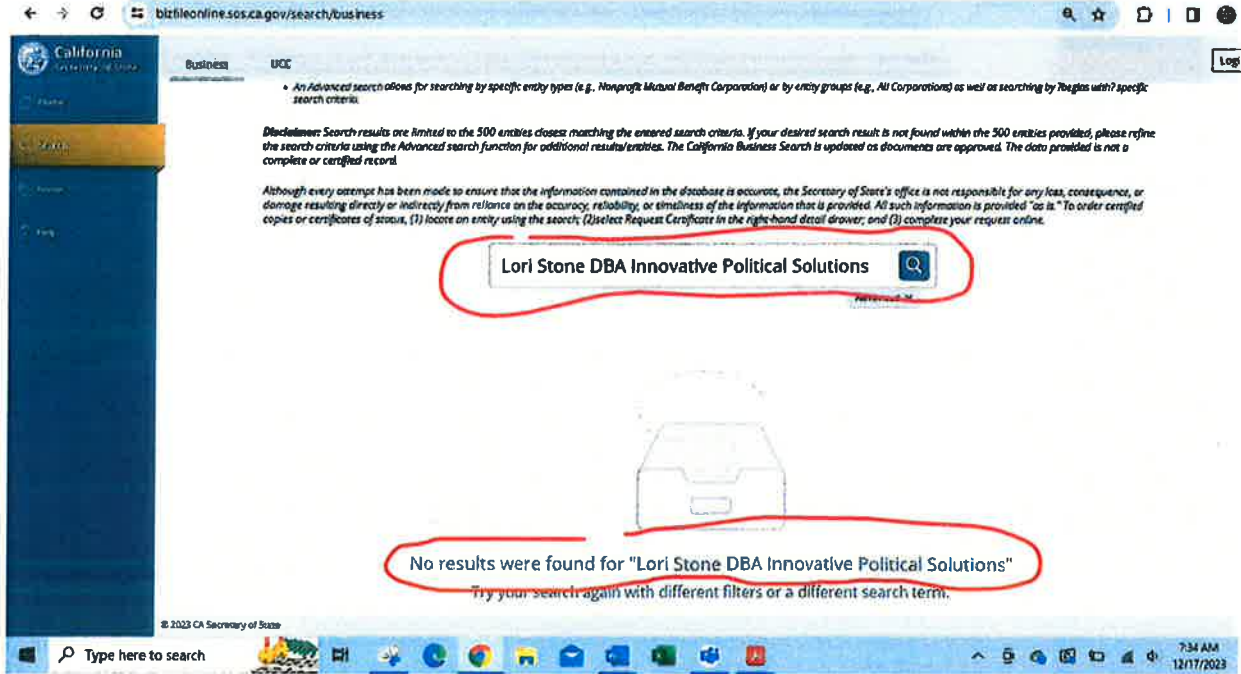 bizfileonline.sos.ca.gov/search/business
California
Secretary of State
Business
UCC
Logi
Home
Search
• An Advanced search allows for searching by specific entity types (e.g., Nonprofit Mutual Benefit Corporation) or by entity groups (e.g., All Corporations) as well as searching by ?begins with? specific
search criteria.
Disclaimer: Search results are limited to the 500 entities closest matching the entered search criteria. If your desired search result is not found within the 500 entities provided, please refine
the search criteria using the Advanced search function for additional results/entities. The California Business Search is updated as documents are approved. The data provided is not a
complete or certified record.
Although every attempt has been made to ensure that the information contained in the database is accurate, the Secretary of State's office is not responsible for any loss, consequence, or
damage resulting directly or indirectly from reliance on the accuracy, reliability, or timeliness of the information that is provided. All such information is provided "as is." To order certified
copies or certificates of status, (1) locate an entity using the search; (2)select Request Certificate in the right-hand detail drawer; and (3) complete your request online.
Lori Stone DBA Innovative Political Solutions
Advanced
No results were found for "Lori Stone DBA Innovative Political Solutions"
Try your search again with different filters or a different search term.
© 2023 CA Secretary of State
Type here to search
7:34 AM
12/17/2023